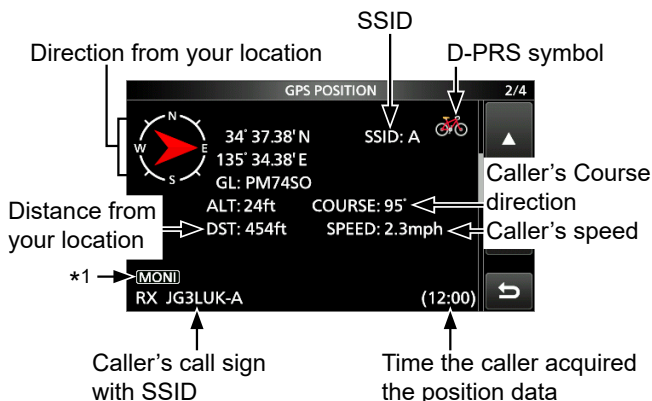 SSID
Direction from your location
D-PRS symbol
GPS POSITION 2/4
N
W
E
S
34°37.38'N
SSID: A
135°34.38'E
GL: PM74SO
ALT: 24ft
COURSE: 95°
DST: 454ft
SPEED: 2.3mph
Caller's Course
direction
Caller's speed
Distance from
your location
*1
MONI
RX JG3LUK-A
(12:00)
Caller's call sign
with SSID
Time the caller acquired
the position data